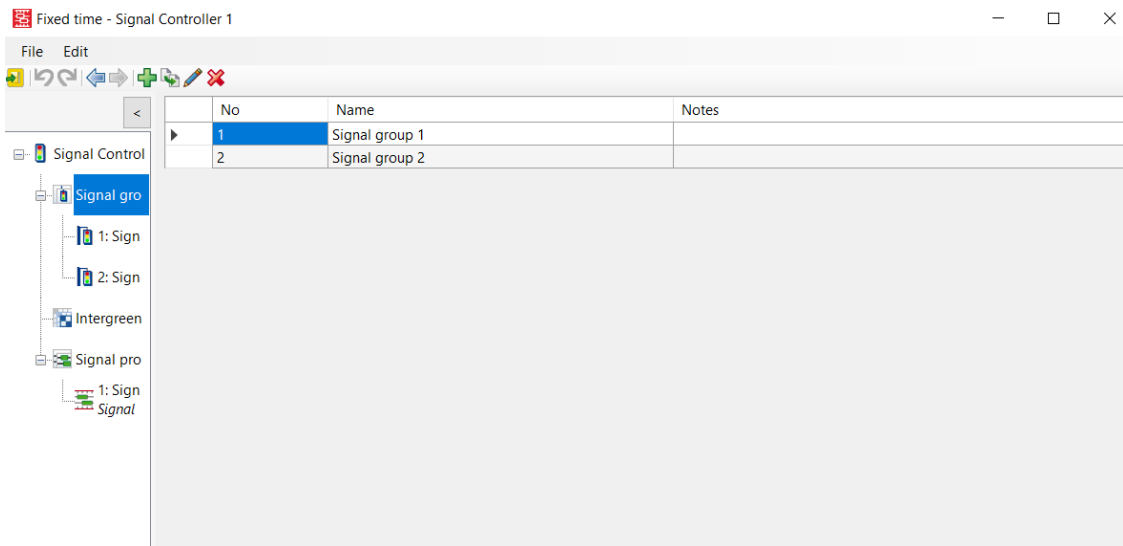 Fixed time - Signal Controller 1
File Edit
<
No Name Notes
1 Signal group 1
2 Signal group 2
Signal Control
Signal gro
1: Sign
2: Sign
Intergreen
Signal pro
1: Sign
Signal